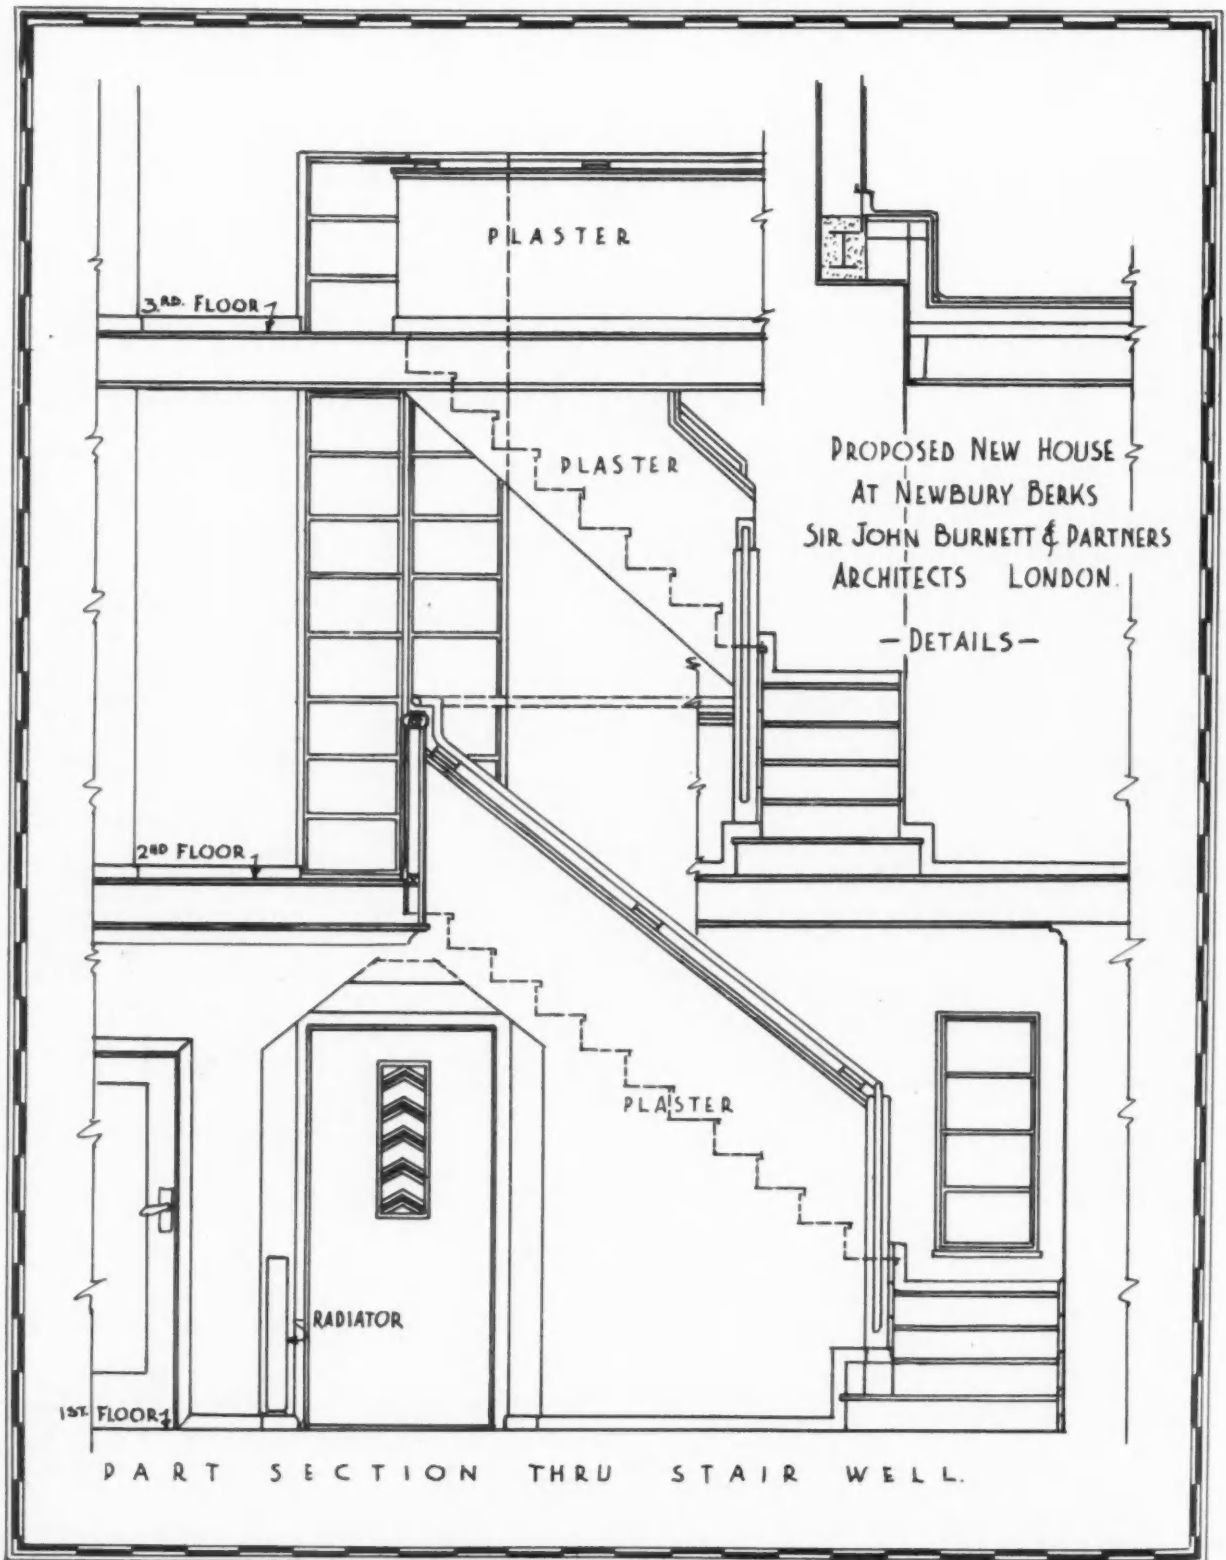 PLASTER
3RD. FLOOR
PLASTER
PROPOSED NEW HOUSE
AT NEWBURY BERKS
SIR JOHN BURNETT & PARTNERS
ARCHITECTS LONDON.
- DETAILS -
2ND FLOOR
PLASTER
RADIATOR
1ST. FLOOR
PART SECTION THRU STAIR WELL.